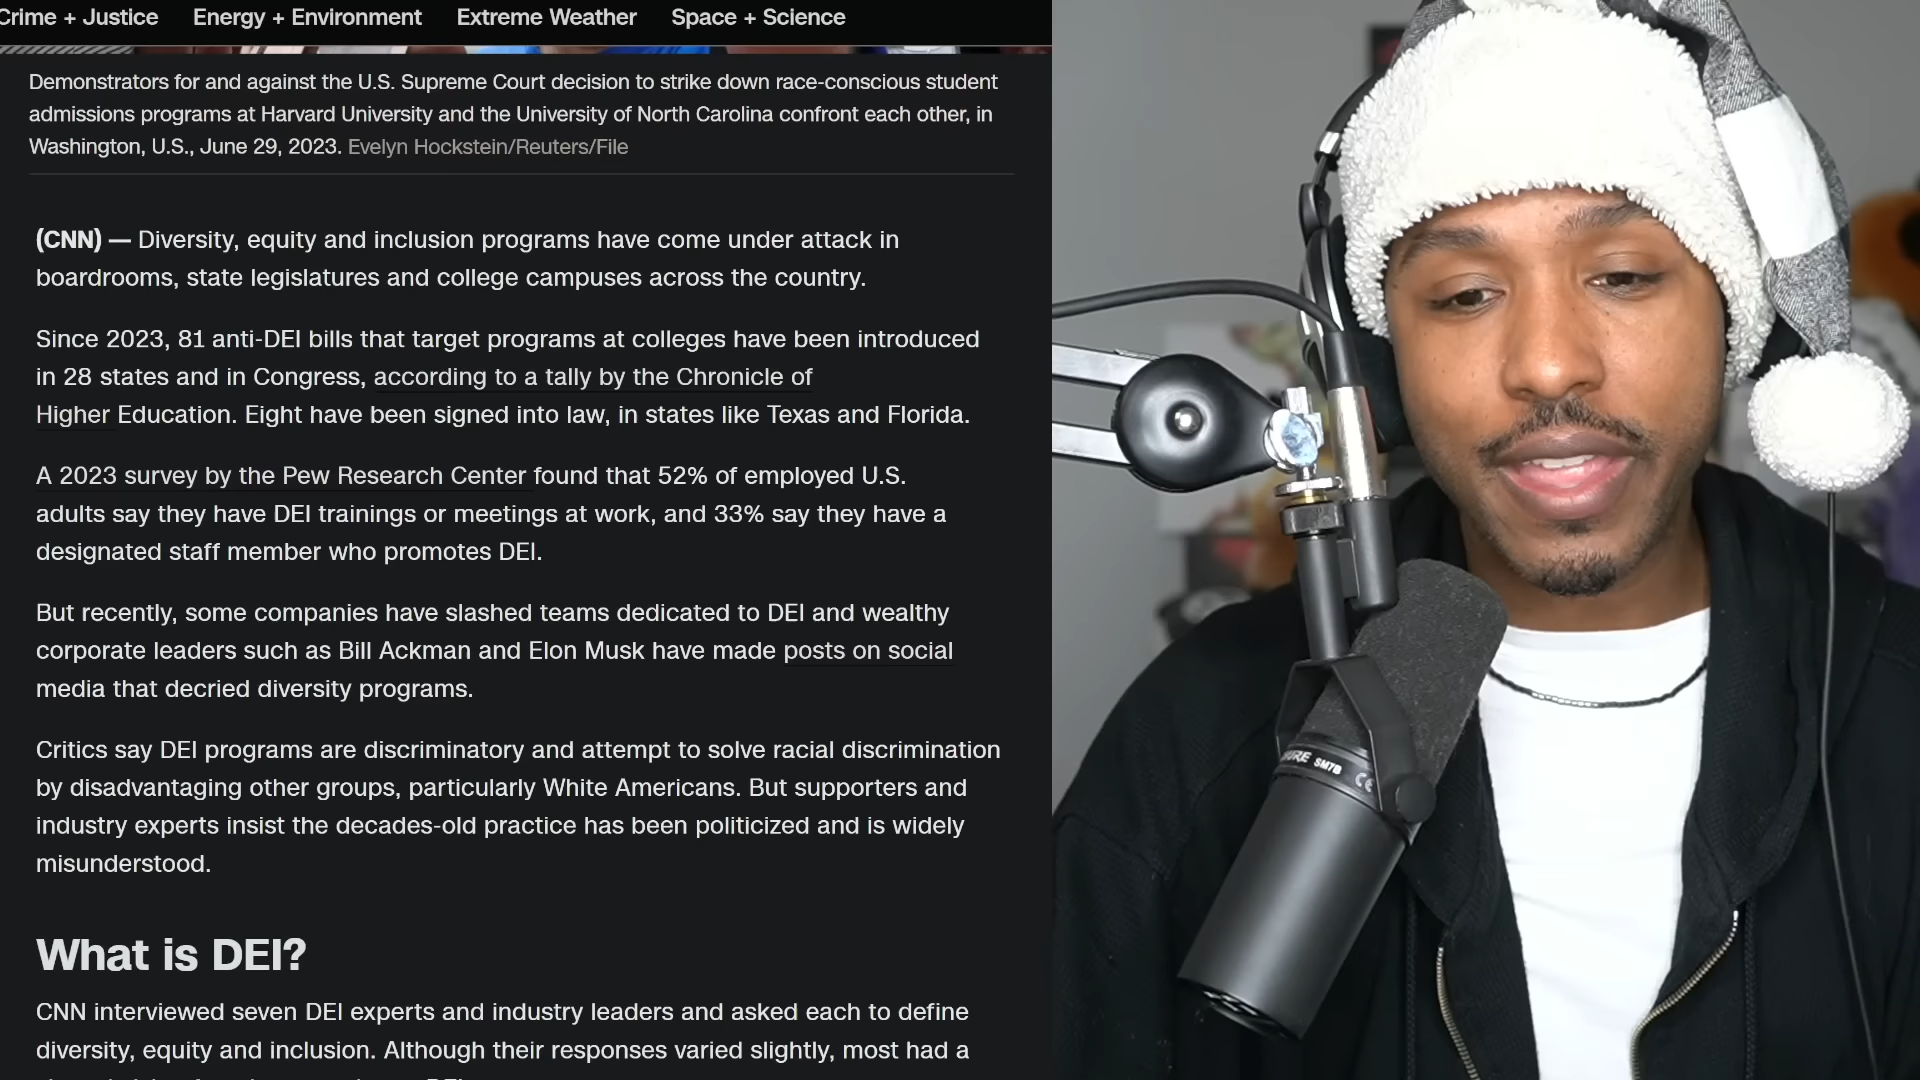 Crime + Justice Energy + Environment Extreme Weather Space + Science
Demonstrators for and against the U.S. Supreme Court decision to strike down race-conscious student
admissions programs at Harvard University and the University of North Carolina confront each other, in
Washington, U.S., June 29, 2023. Evelyn Hockstein/Reuters/File
(CNN) — Diversity, equity and inclusion programs have come under attack in
boardrooms, state legislatures and college campuses across the country.
Since 2023, 81 anti-DEI bills that target programs at colleges have been introduced
in 28 states and in Congress, according to a tally by the Chronicle of
Higher Education. Eight have been signed into law, in states like Texas and Florida.
A 2023 survey by the Pew Research Center found that 52% of employed U.S.
adults say they have DEI trainings or meetings at work, and 33% say they have a
designated staff member who promotes DEI.
But recently, some companies have slashed teams dedicated to DEI and wealthy
corporate leaders such as Bill Ackman and Elon Musk have made posts on social
media that decried diversity programs.
Critics say DEI programs are discriminatory and attempt to solve racial discrimination
by disadvantaging other groups, particularly White Americans. But supporters and
industry experts insist the decades-old practice has been politicized and is widely
misunderstood.
What is DEI?
CNN interviewed seven DEI experts and industry leaders and asked each to define
diversity, equity and inclusion. Although their responses varied slightly, most had a
SHURE SM7B CE